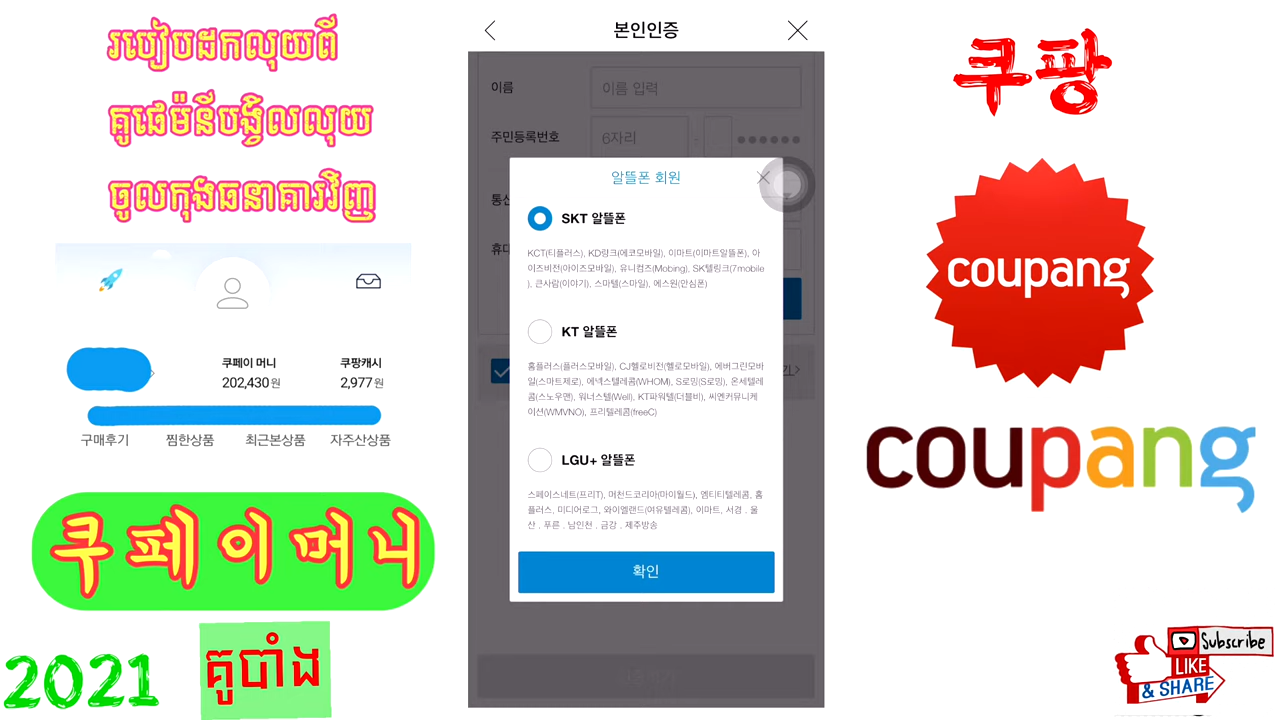 របៀបដកលុយពី
គូផេម៉នីបង្វិលលុយ
ចូលកុងធនាគារវិញ
쿠페이 머니
쿠팡캐시
202,430 원
2,977 원
구매후기
찜한상품
최근본상품
자주산상품
쿠페이머니
2021
គូបាំង
본인인증
이름
이름 입력
주민등록번호
6자리
-
통신
휴대
알뜰폰 회원
SKT 알뜰폰
KCT(티플러스), KD링크(에코모바일), 이마트(이마트알뜰폰), 아
이즈비전(아이즈모바일), 유니컴즈(Mobing), SK텔링크(7mobile
), 큰사람(이야기), 스마텔(스마일), 에스원(안심폰)
KT 알뜰폰
홈플러스(플러스모바일), CJ헬로비전(헬로모바일), 에버그린모바
일(스마트제로), 에넥스텔레콤(WHOM), S로밍(S로밍), 온세텔레
콤(스노우맨), 위너스텔(Well), KT파워텔(더블비), 씨엔커뮤니케
이션(WMVNO), 프리텔레콤(freeC)
LGU+ 알뜰폰
스페이스네트(프리T), 머천드코리아(마이월드), 엠티티텔레콤, 홈
플러스, 미디어로그, 와이엘랜드(여유텔레콤), 이마트, 서경 . 울
산 . 푸른 . 남인천 . 금강 . 제주방송
확인
기
쿠팡
coupang
coupang
Subscribe
LIKE
& SHARE